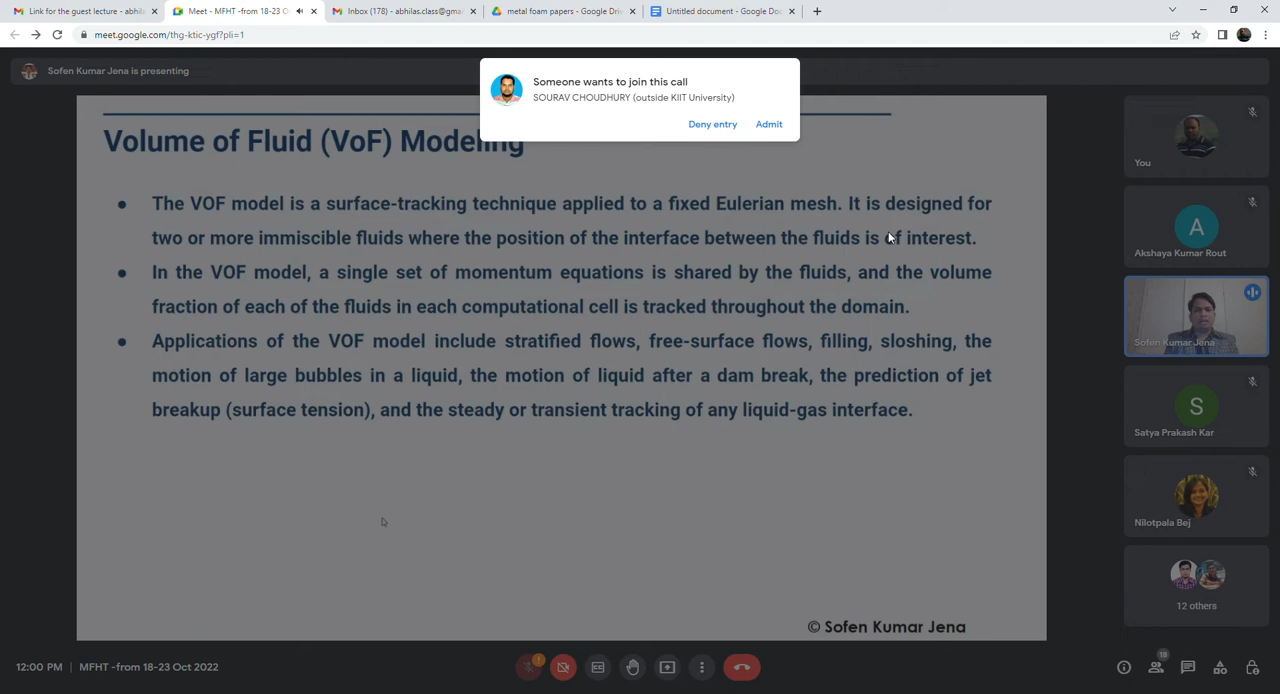 Link for the guest lecture - abhila
Meet - MFHT -from 18-23 O
Inbox (178) - abhilas.class@gma
metal foam papers - Google Driv
Untitled document - Google Doc
meet.google.com/thg-ktic-ygf?pli=1
Sofen Kumar Jena is presenting
Someone wants to join this call
SOURAV CHOUDHURY (outside KIIT University)
Deny entry Admit
Volume of Fluid (VoF) Modeling
• The VOF model is a surface-tracking technique applied to a fixed Eulerian mesh. It is designed for
two or more immiscible fluids where the position of the interface between the fluids is of interest.
• In the VOF model, a single set of momentum equations is shared by the fluids, and the volume
fraction of each of the fluids in each computational cell is tracked throughout the domain.
• Applications of the VOF model include stratified flows, free-surface flows, filling, sloshing, the
motion of large bubbles in a liquid, the motion of liquid after a dam break, the prediction of jet
breakup (surface tension), and the steady or transient tracking of any liquid-gas interface.
© Sofen Kumar Jena
You
A
Akshaya Kumar Rout
Sofen Kumar Jena
S
Satya Prakash Kar
Nilotpala Bej
12 others
12:00 PM | MFHT -from 18-23 Oct 2022
18